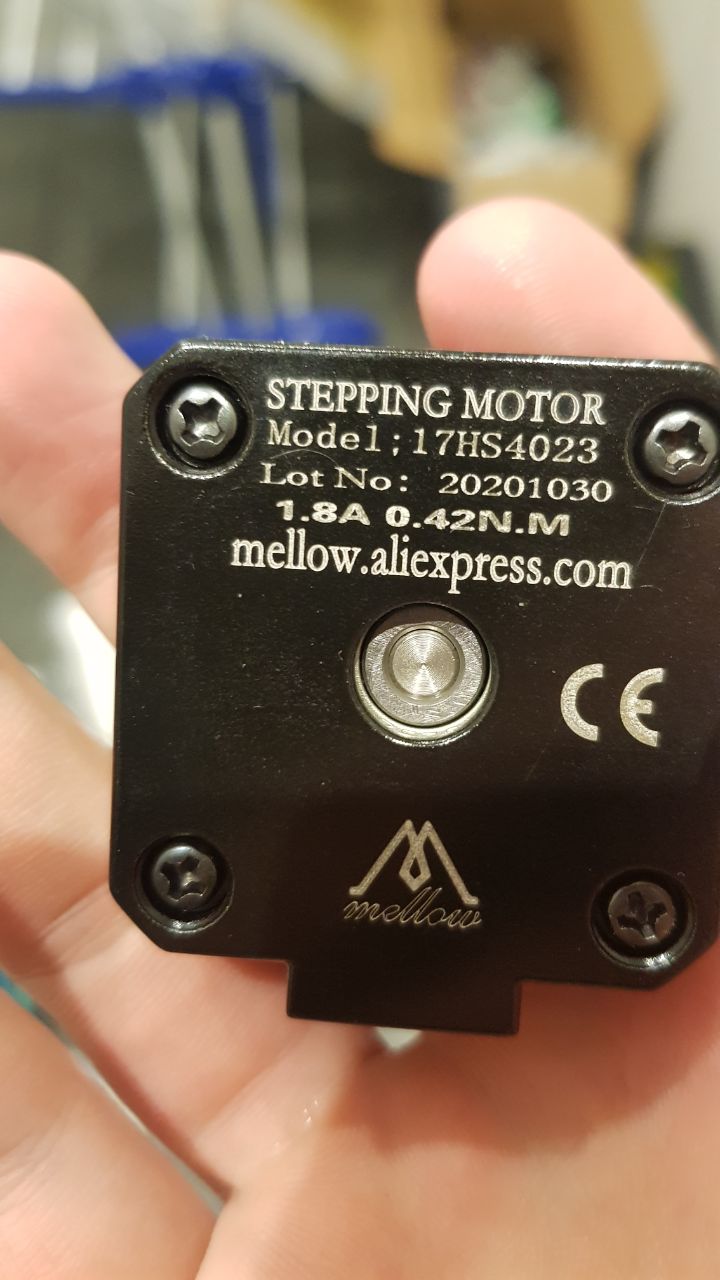 STEPPING MOTOR
Model;17HS4023
Lot No: 20201030
1.8A 0.42N.M
mellow.aliexpress.com
CE
mellow